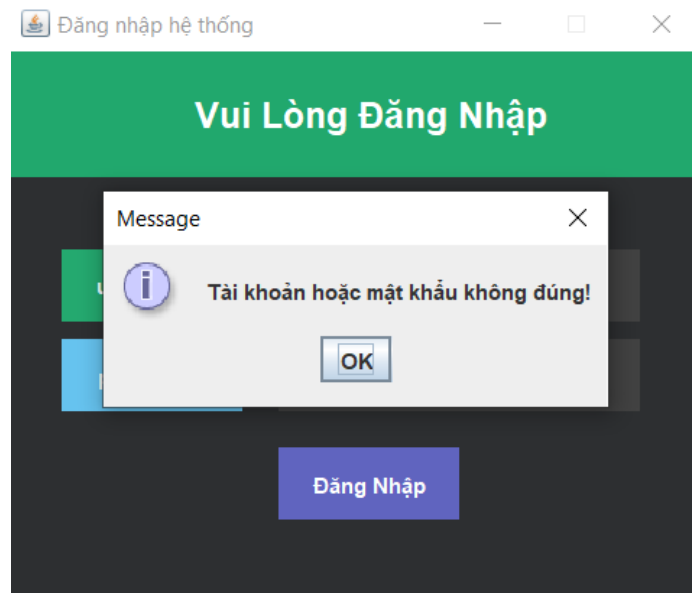 Đăng nhập hệ thống
Vui Lòng Đăng Nhập
Message
Tài khoản hoặc mật khẩu không đúng!
OK
Đăng Nhập